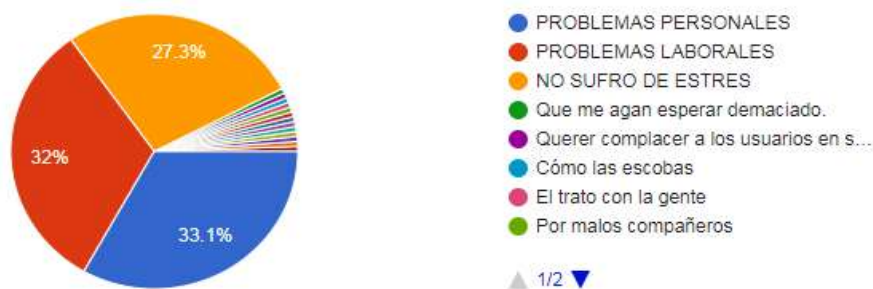 27.3%
32%
33.1%
PROBLEMAS PERSONALES
PROBLEMAS LABORALES
NO SUFRO DE ESTRES
Que me agan esperar demaciado.
Querer complacer a los usuarios en s...
Cómo las escobas
El trato con la gente
Por malos compañeros
1/2